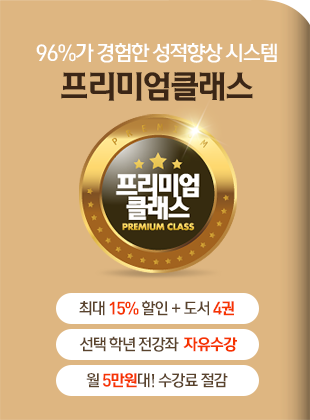 96%가 경험한 성적향상 시스템
프리미엄클래스
PREMIUM
프리미엄
클래스
PREMIUM CLASS
최대 15% 할인 + 도서 4권
선택 학년 전강좌 자유수강
월 5만원대! 수강료 절감